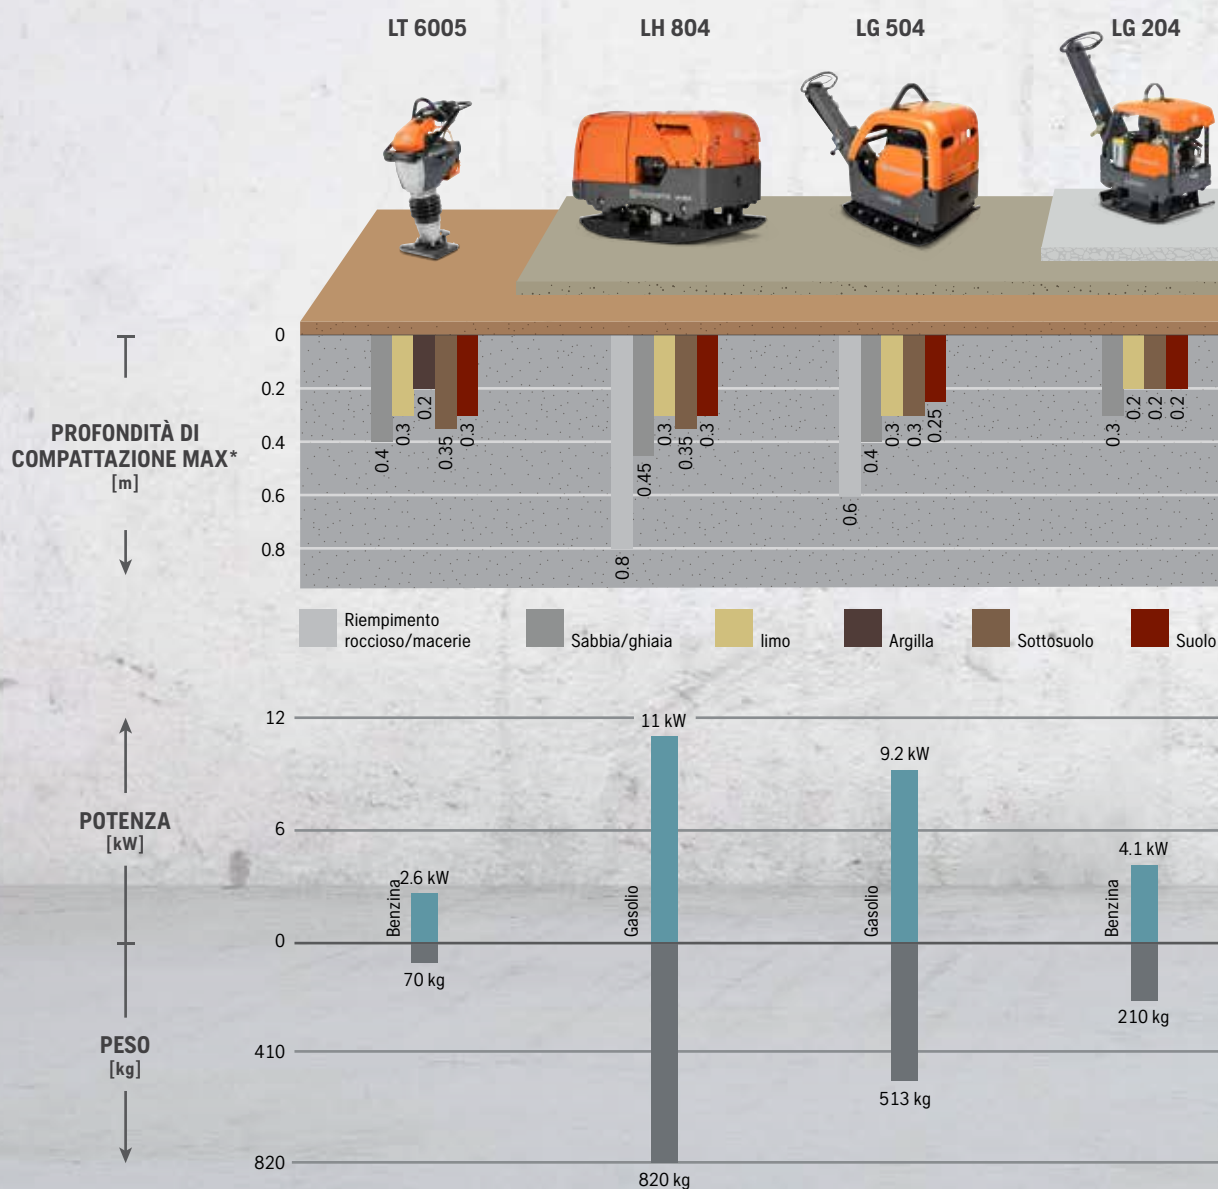 LT 6005
LH 804
LG 504
LG 204
PROFONDITÀ DI
COMPATTAZIONE MAX*
[m]
0
0.2
0.4
0.6
0.8
0.4
0.3
0.2
0.35
0.3
0.8
0.45
0.3
0.35
0.3
0.6
0.4
0.3
0.3
0.25
0.3
0.2
0.2
0.2
Riempimento
roccioso/macerie
Sabbia/ghiaia
limo
Argilla
Sottosuolo
Suolo
POTENZA
[kW]
12
6
0
Benzina
2.6 kW
Gasolio
11 kW
Gasolio
9.2 kW
Benzina
4.1 kW
PESO
[kg]
410
820
70 kg
820 kg
513 kg
210 kg